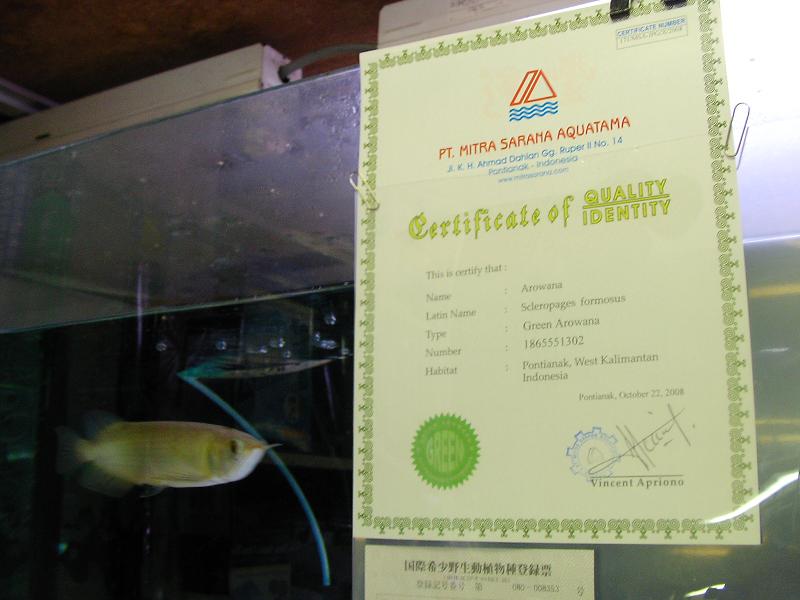 CERTIFICATE NUMBER
PT. MITRA SARANA AQUATAMA
Jl. K. H. Ahmad Dahlan Gg. Ruper II No. 14
Pontianak - Indonesia
www.mitrasarana.com
Certificate of QUALITY IDENTITY
This is certify that :
Name : Arowana
Latin Name : Scleropages formosus
Type : Green Arowana
Number : 1865551302
Habitat : Pontianak, West Kalimantan
Indonesia
Pontianak, October 22, 2008
GREEN
Vincent Apriono
国際希少野生動植物種登録票
登録記号番号 第 008353 号